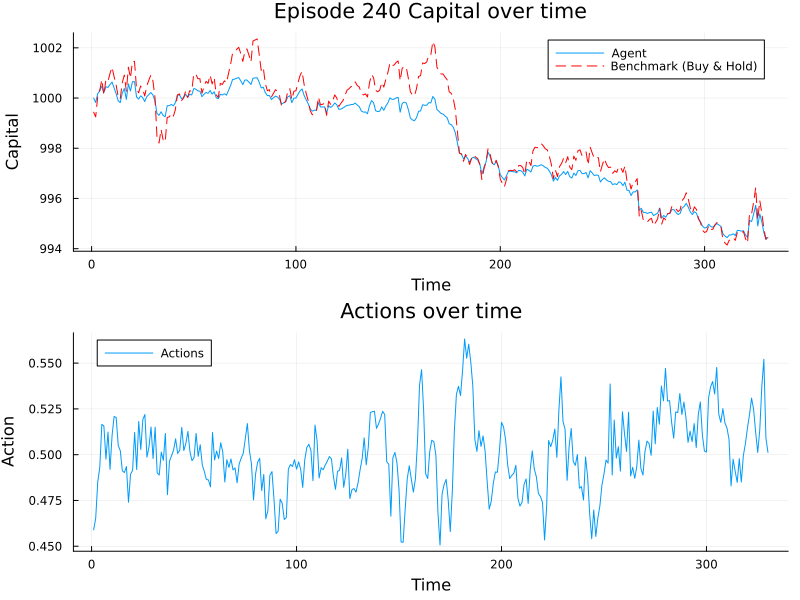 Episode 240 Capital over time
Capital
1002
1000
998
996
994
Agent
Benchmark (Buy & Hold)
0
100
200
300
Time
Actions over time
Action
0.550
0.525
0.500
0.475
0.450
Actions
0
100
200
300
Time